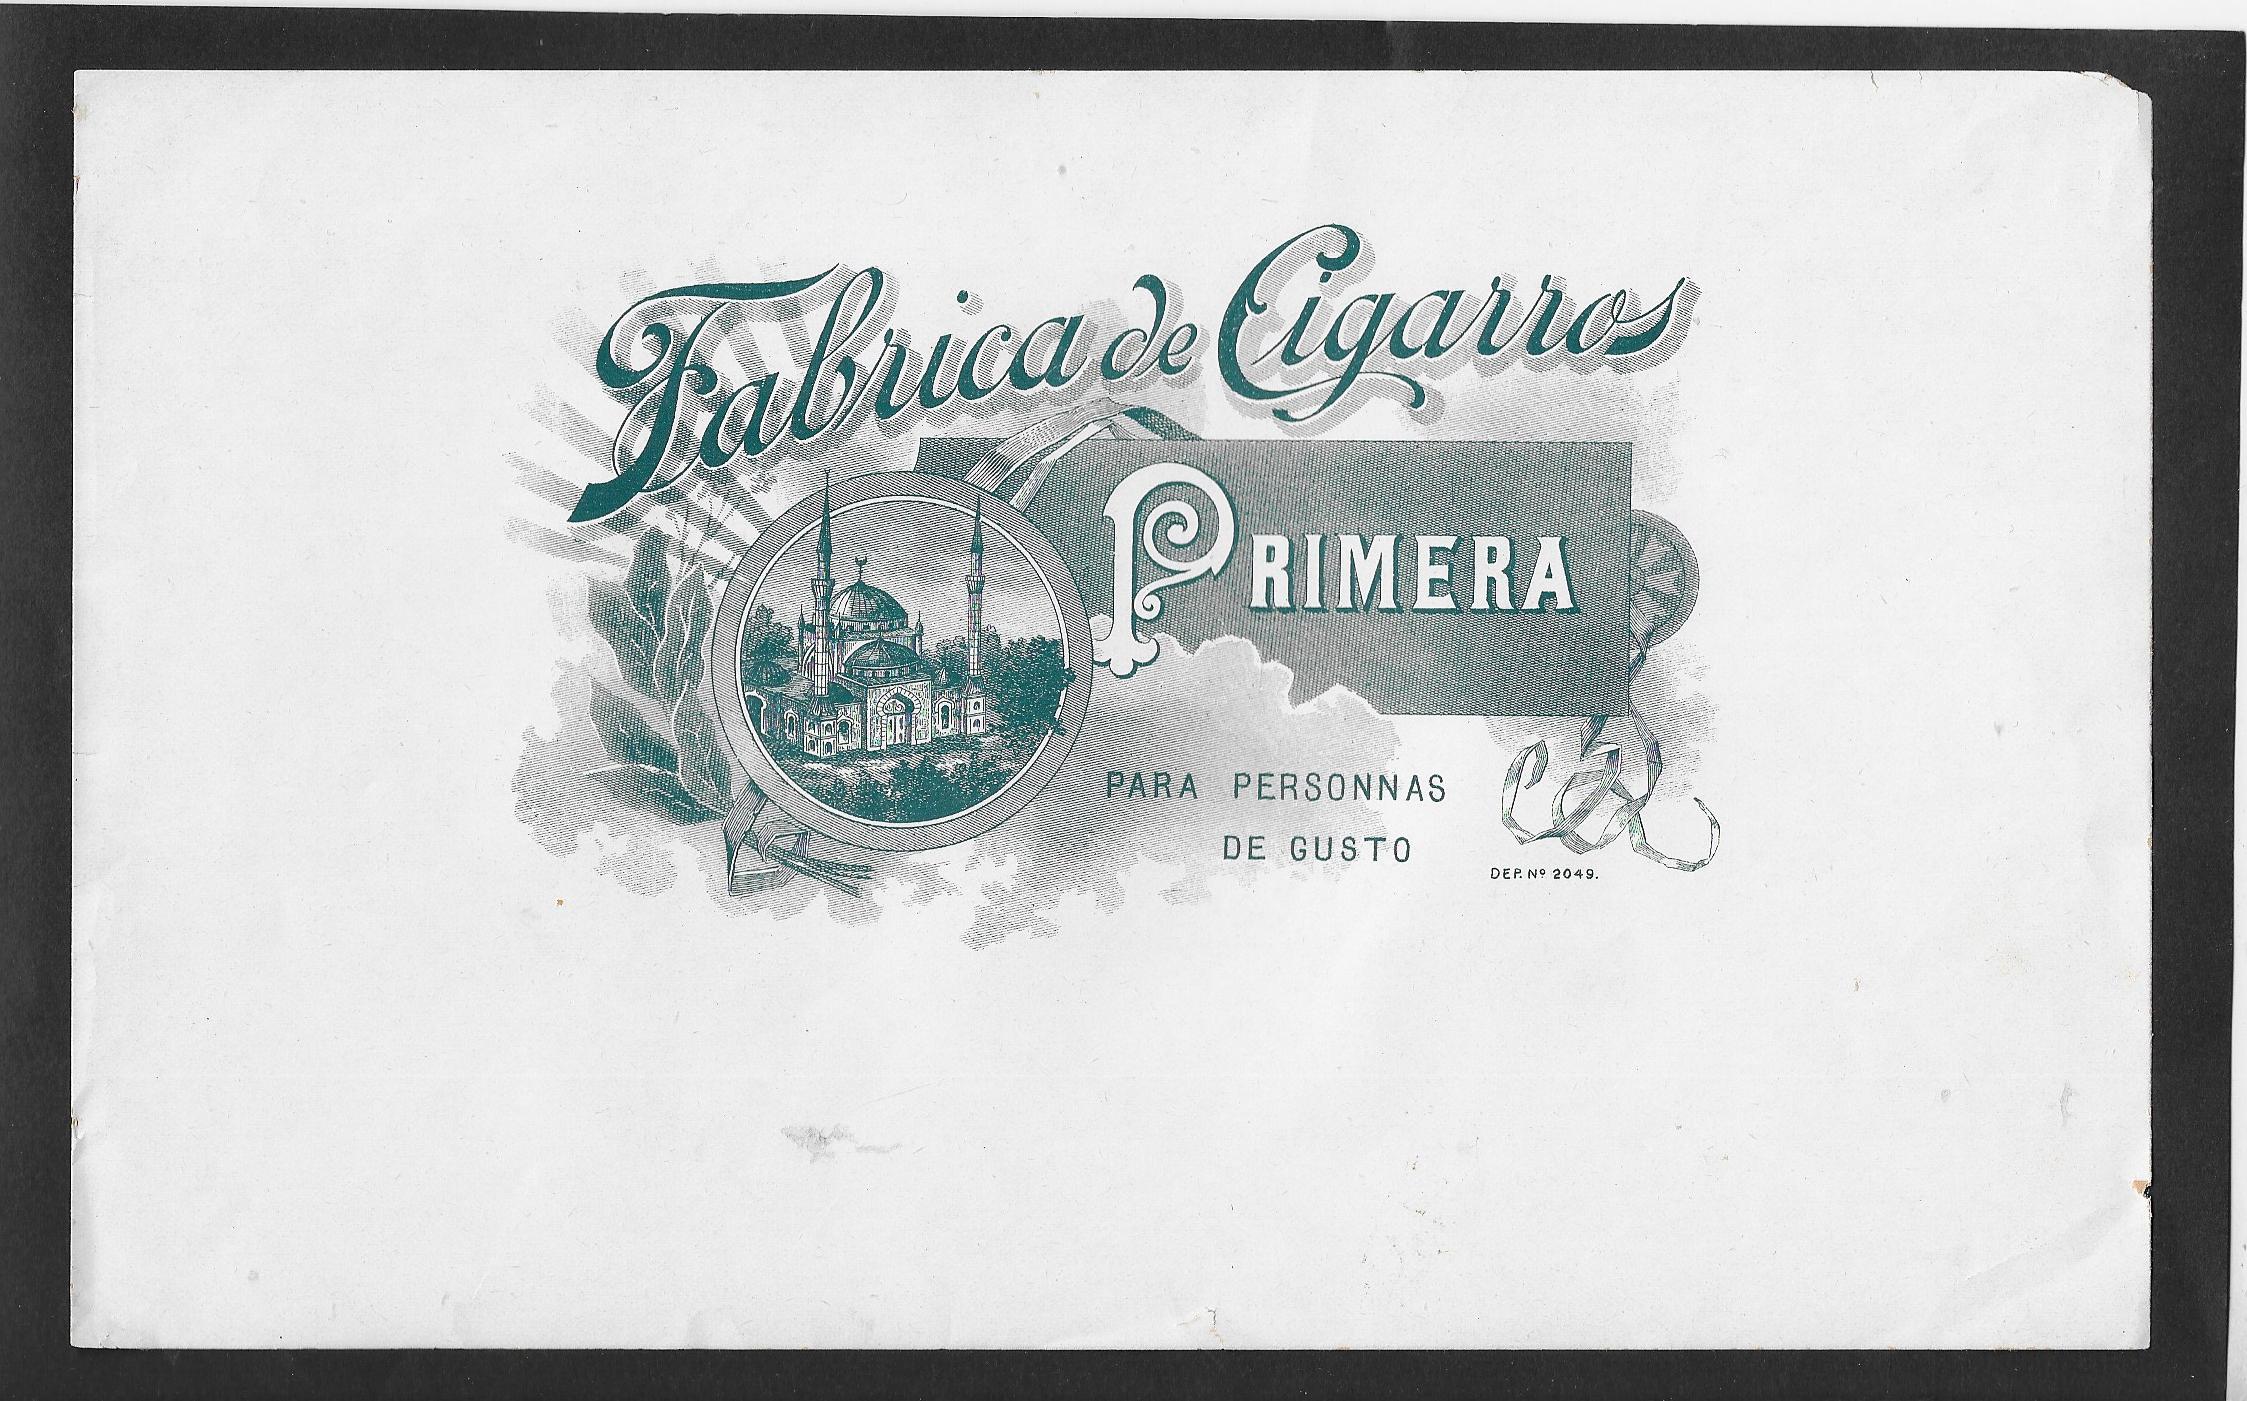 Fabrica de Cigarros
PRIMERA
PARA PERSONNAS
DE GUSTO
DEP. Nº 2049.